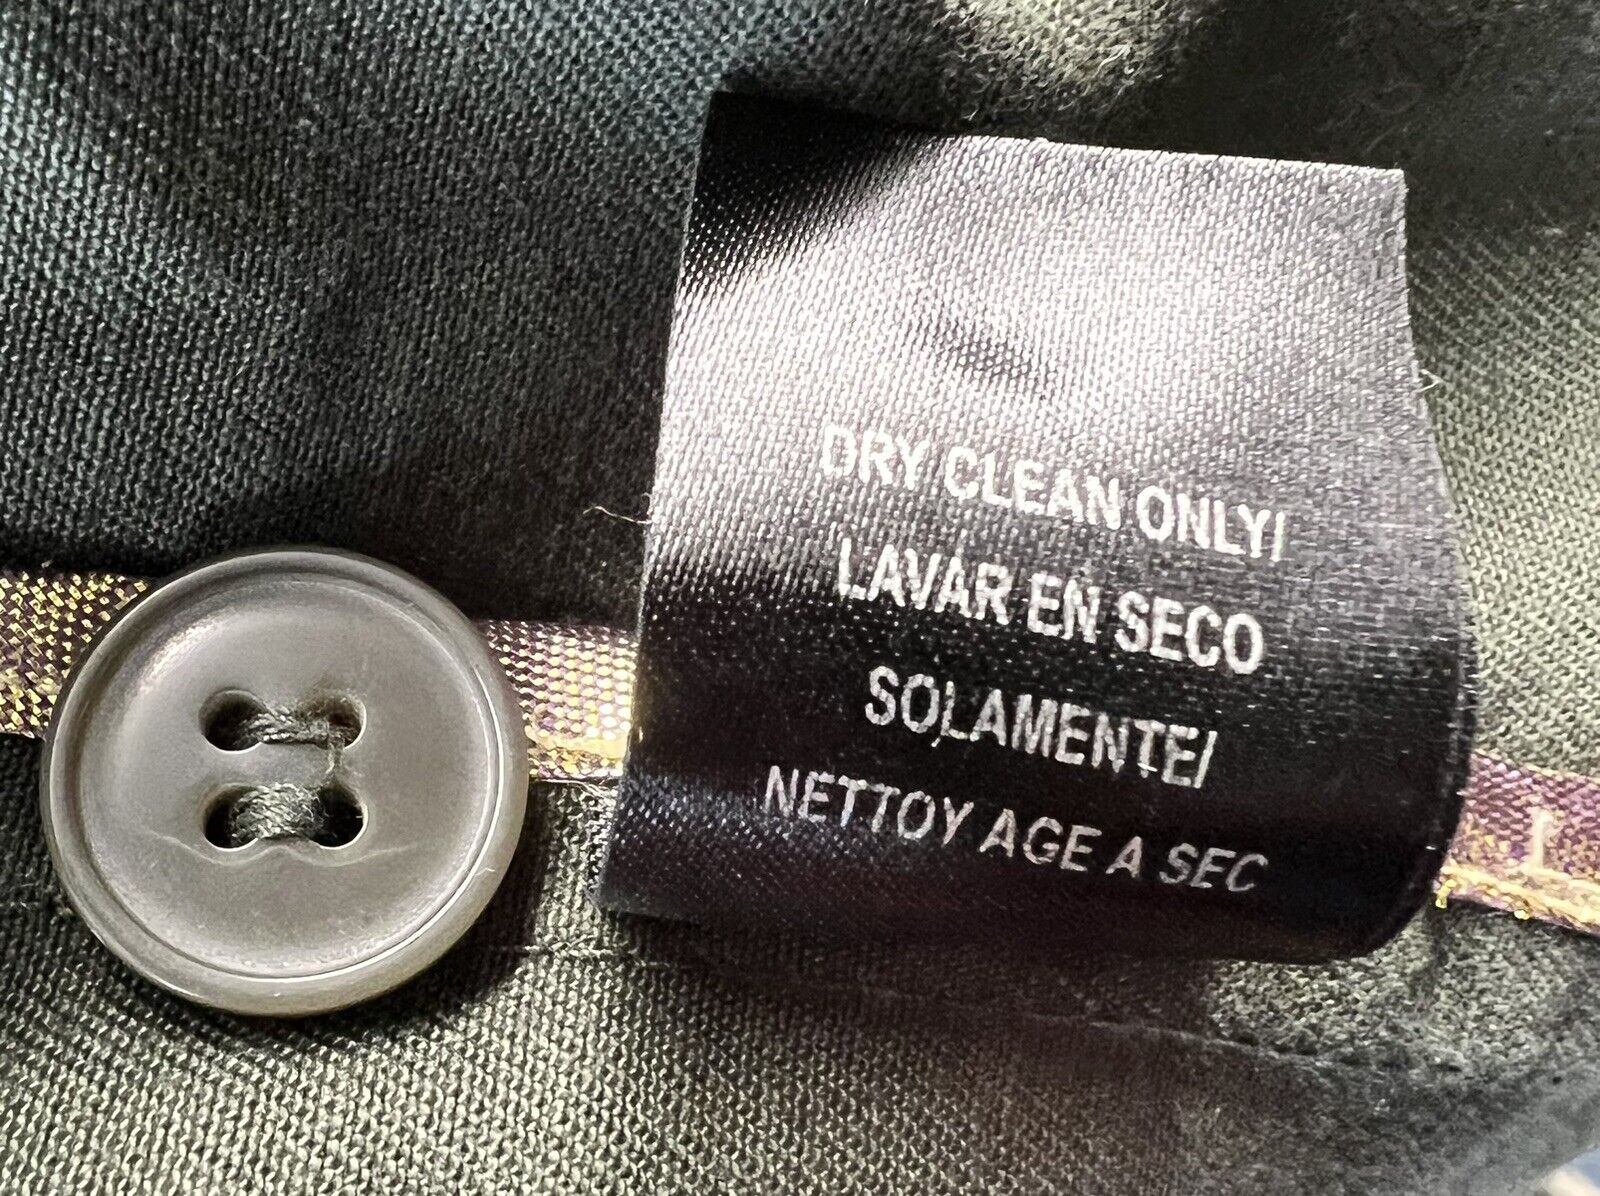 DRY CLEAN ONLY/
LAVAR EN SECO
SOLAMENTE/
NETTOY AGE A SEC